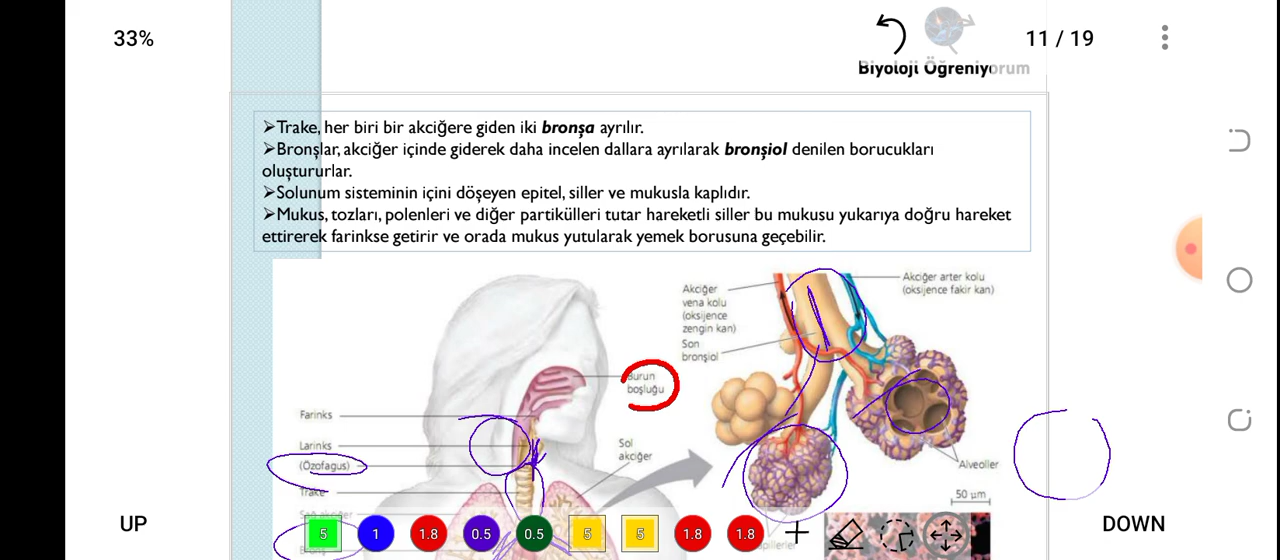 33%
11 / 19
Biyoloji Öğreniyorum
➢Trake, her biri bir akciğere giden iki bronşa ayrılır.
➢Bronşlar, akciğer içinde giderek daha incelen dallara ayrılarak bronşiol denilen borucukları
oluştururlar.
➢Solunum sisteminin içini döşeyen epitel, siller ve mukusla kaplıdır.
➢Mukus, tozları, polenleri ve diğer partikülleri tutar hareketli siller bu mukusu yukarıya doğru hareket
ettirerek farinkse getirir ve orada mukus yutularak yemek borusuna geçebilir.
Akciğer
vena kolu
(oksijence
zengin kan)
Son
bronşiol
Akciğer arter kolu
(oksijence fakir kan)
Burun
boşluğu
Farinks
Larinks
(Özofagus)
Trake
Sağ akciğer
Bronş
Sol
akciğer
Alveoller
50 µm
UP
5
1
1.8
0.5
0.5
5
5
1.8
1.8
DOWN